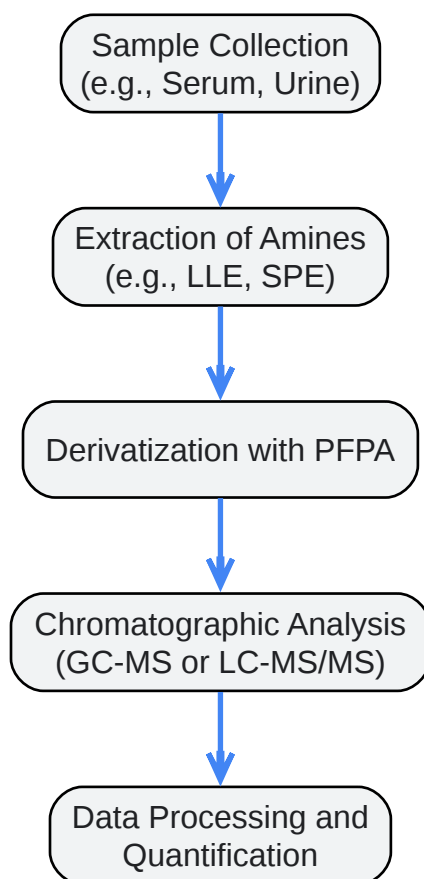 Sample Collection
(e.g., Serum, Urine)
Extraction of Amines
(e.g., LLE, SPE)
Derivatization with PFPA
Chromatographic Analysis
(GC-MS or LC-MS/MS)
Data Processing and
Quantification